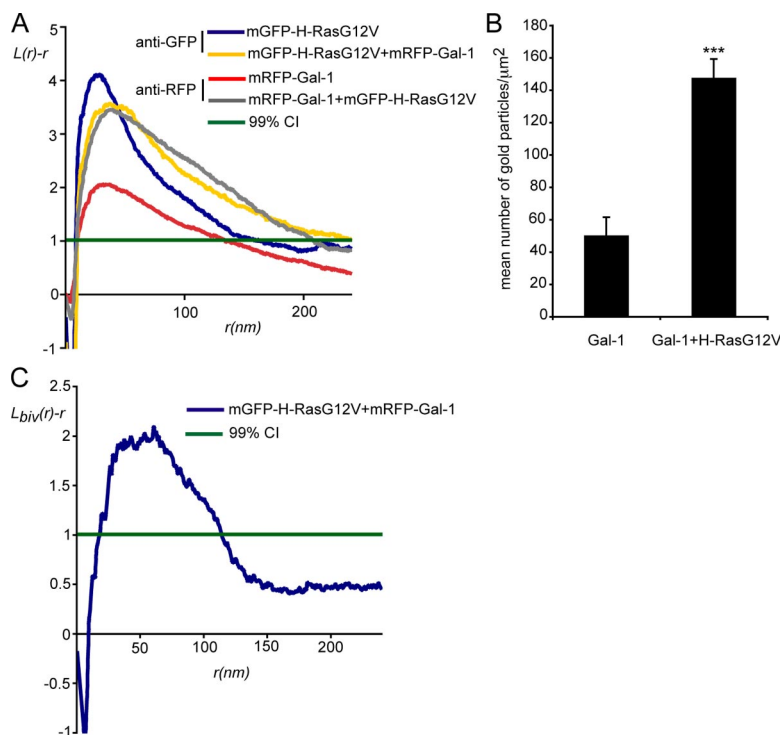 A
L(r)-r
anti-GFP
mGFP-H-RasG12V
mGFP-H-RasG12V+mRFP-Gal-1
anti-RFP
mRFP-Gal-1
mRFP-Gal-1+mGFP-H-RasG12V
99% CI
5
4
3
2
1
0
-1
100
200
r(nm)
B
mean number of gold particles/µm2
180
160
140
120
100
80
60
40
20
0
***
Gal-1
Gal-1+H-RasG12V
C
Lbiv(r)-r
mGFP-H-RasG12V+mRFP-Gal-1
99% CI
2.5
2
1.5
1
0.5
0
-0.5
-1
50
100
150
200
r(nm)